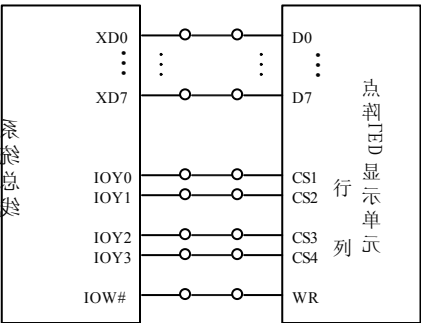 XD0 D0
XD7 D7
系统总线
点阵LED显示单元
IOY0 CS1
IOY1 CS2
行
IOY2 CS3
IOY3 CS4
列
IOW# WR